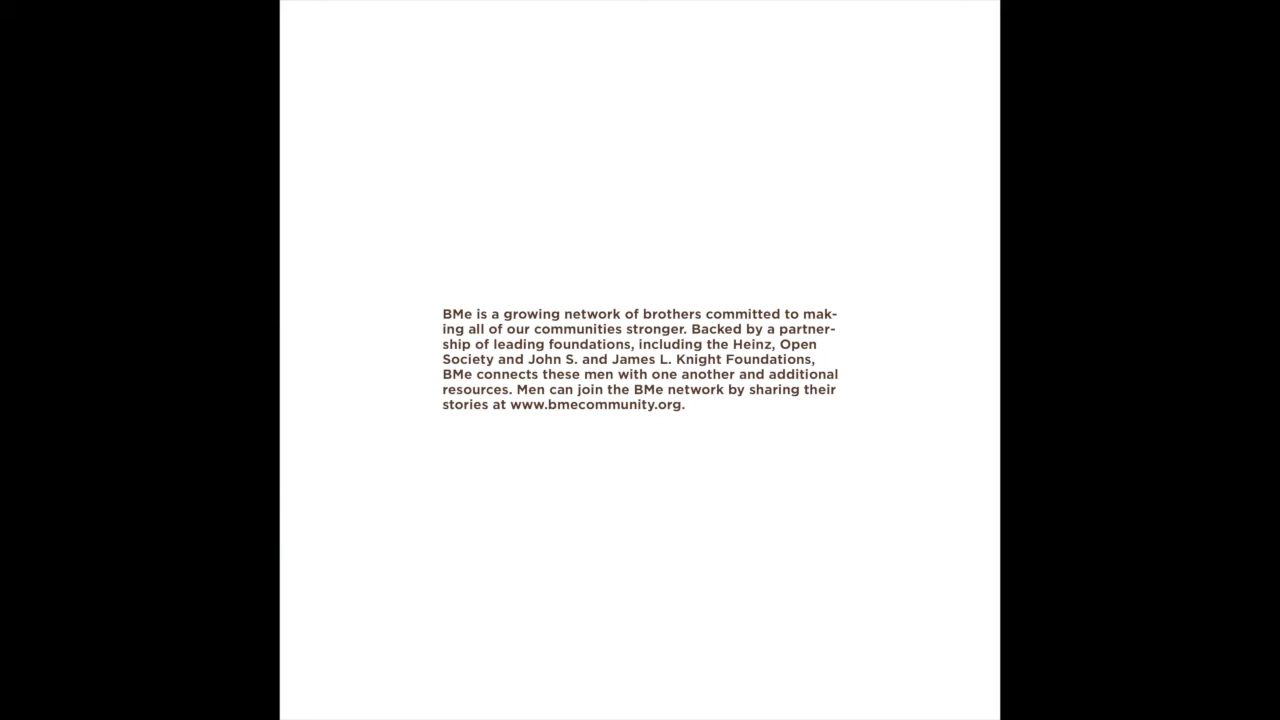 BMe is a growing network of brothers committed to mak-
ing all of our communities stronger. Backed by a partner-
ship of leading foundations, including the Heinz, Open
Society and John S. and James L. Knight Foundations,
BMe connects these men with one another and additional
resources. Men can join the BMe network by sharing their
stories at www.bmecommunity.org.